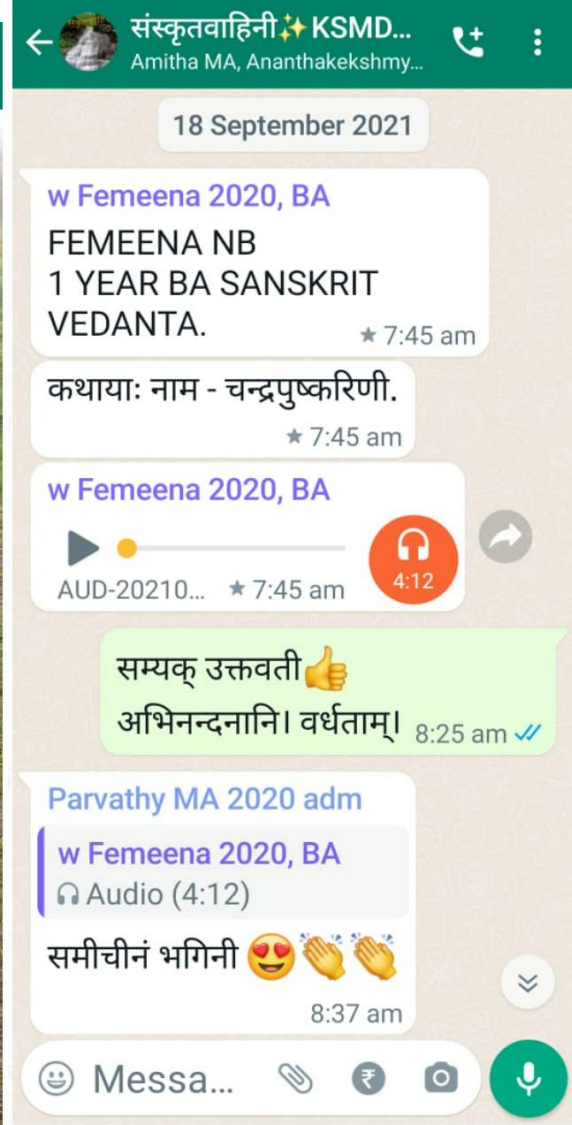 संस्कृतवाहिनी✨KSMD...
Amitha MA, Ananthakekshmy...
18 September 2021
w Femeena 2020, BA
FEMEENA NB
1 YEAR BA SANSKRIT
VEDANTA.
★ 7:45 am
कथायाः नाम - चन्द्रपुष्करिणी.
★ 7:45 am
w Femeena 2020, BA
AUD-20210... ★ 7:45 am
4:12
सम्यक् उक्तवती👍
अभिनन्दनानि। वर्धताम्। 8:25 am
Parvathy MA 2020 adm
w Femeena 2020, BA
Audio (4:12)
समीचीनं भगिनी 😍👏👏
8:37 am
Messa...